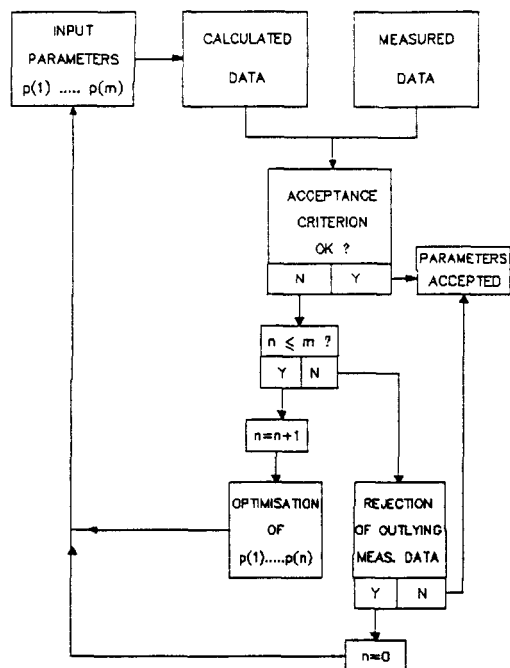 INPUT
PARAMETERS
p(1) ..... p(m)
CALCULATED
DATA
MEASURED
DATA
ACCEPTANCE
CRITERION
OK ?
N Y
PARAMETERS
ACCEPTED
n ⩽ m ?
Y N
n=n+1
OPTIMISATION
OF
p(1).....p(n)
REJECTION
OF OUTLYING
MEAS. DATA
Y N
n=0